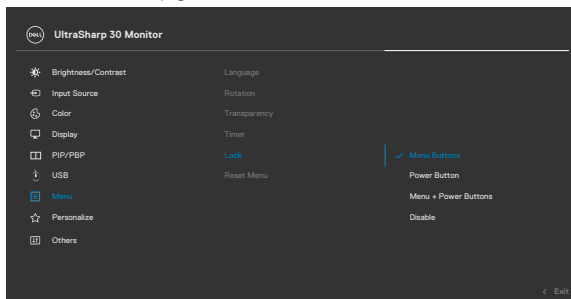 DELL UltraSharp 30 Monitor
Brightness/Contrast
Input Source
Color
Display
PIP/PBP
USB
Menu
Personalize
Others
Language
Rotation
Transparency
Timer
Lock
Reset Menu
Menu Buttons
Power Button
Menu + Power Buttons
Disable
< Exit